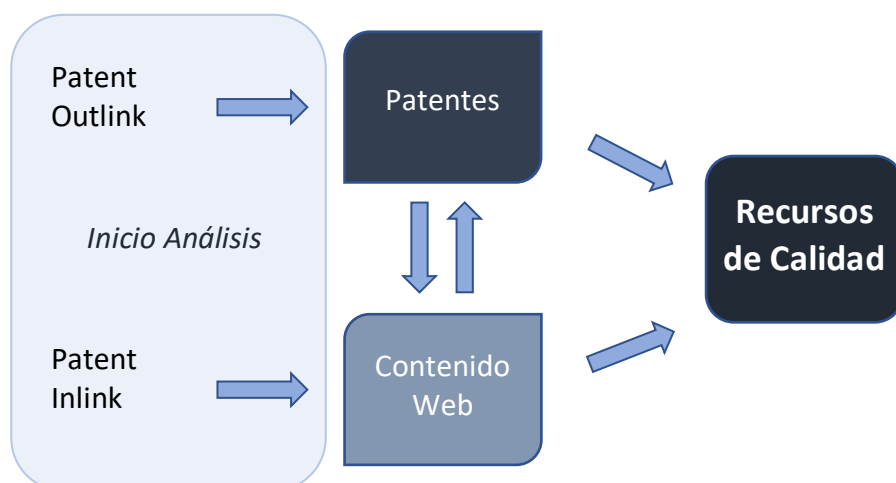 Patent
Outlink
Patentes
Inicio Análisis
Recursos
de Calidad
Patent
Inlink
Contenido
Web